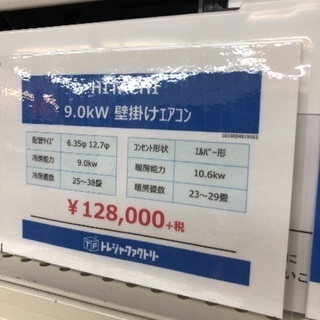 HITACHI
9.0kW 壁掛けエアコン
配管サイズ 6.35φ 12.7φ コンセント形状 エルバー形
冷房能力 9.0kw 暖房能力 10.6kw
冷房畳数 25～38畳 暖房畳数 23～29畳
￥128,000+税
TF トレジャーファクトリー